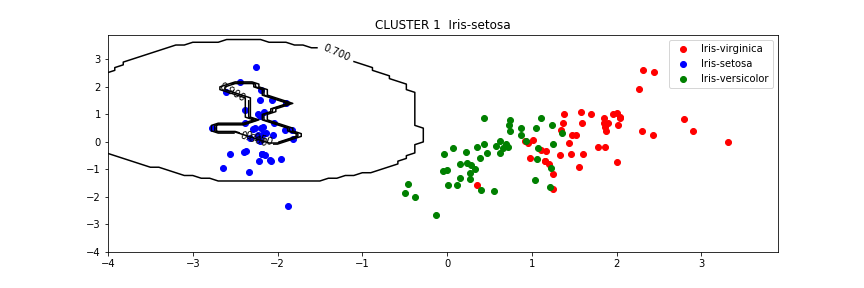 CLUSTER 1 Iris-setosa
0.700
Iris-virginica
Iris-setosa
Iris-versicolor
3
2
1
0
−1
−2
−3
−4
−4 −3 −2 −1 0 1 2 3